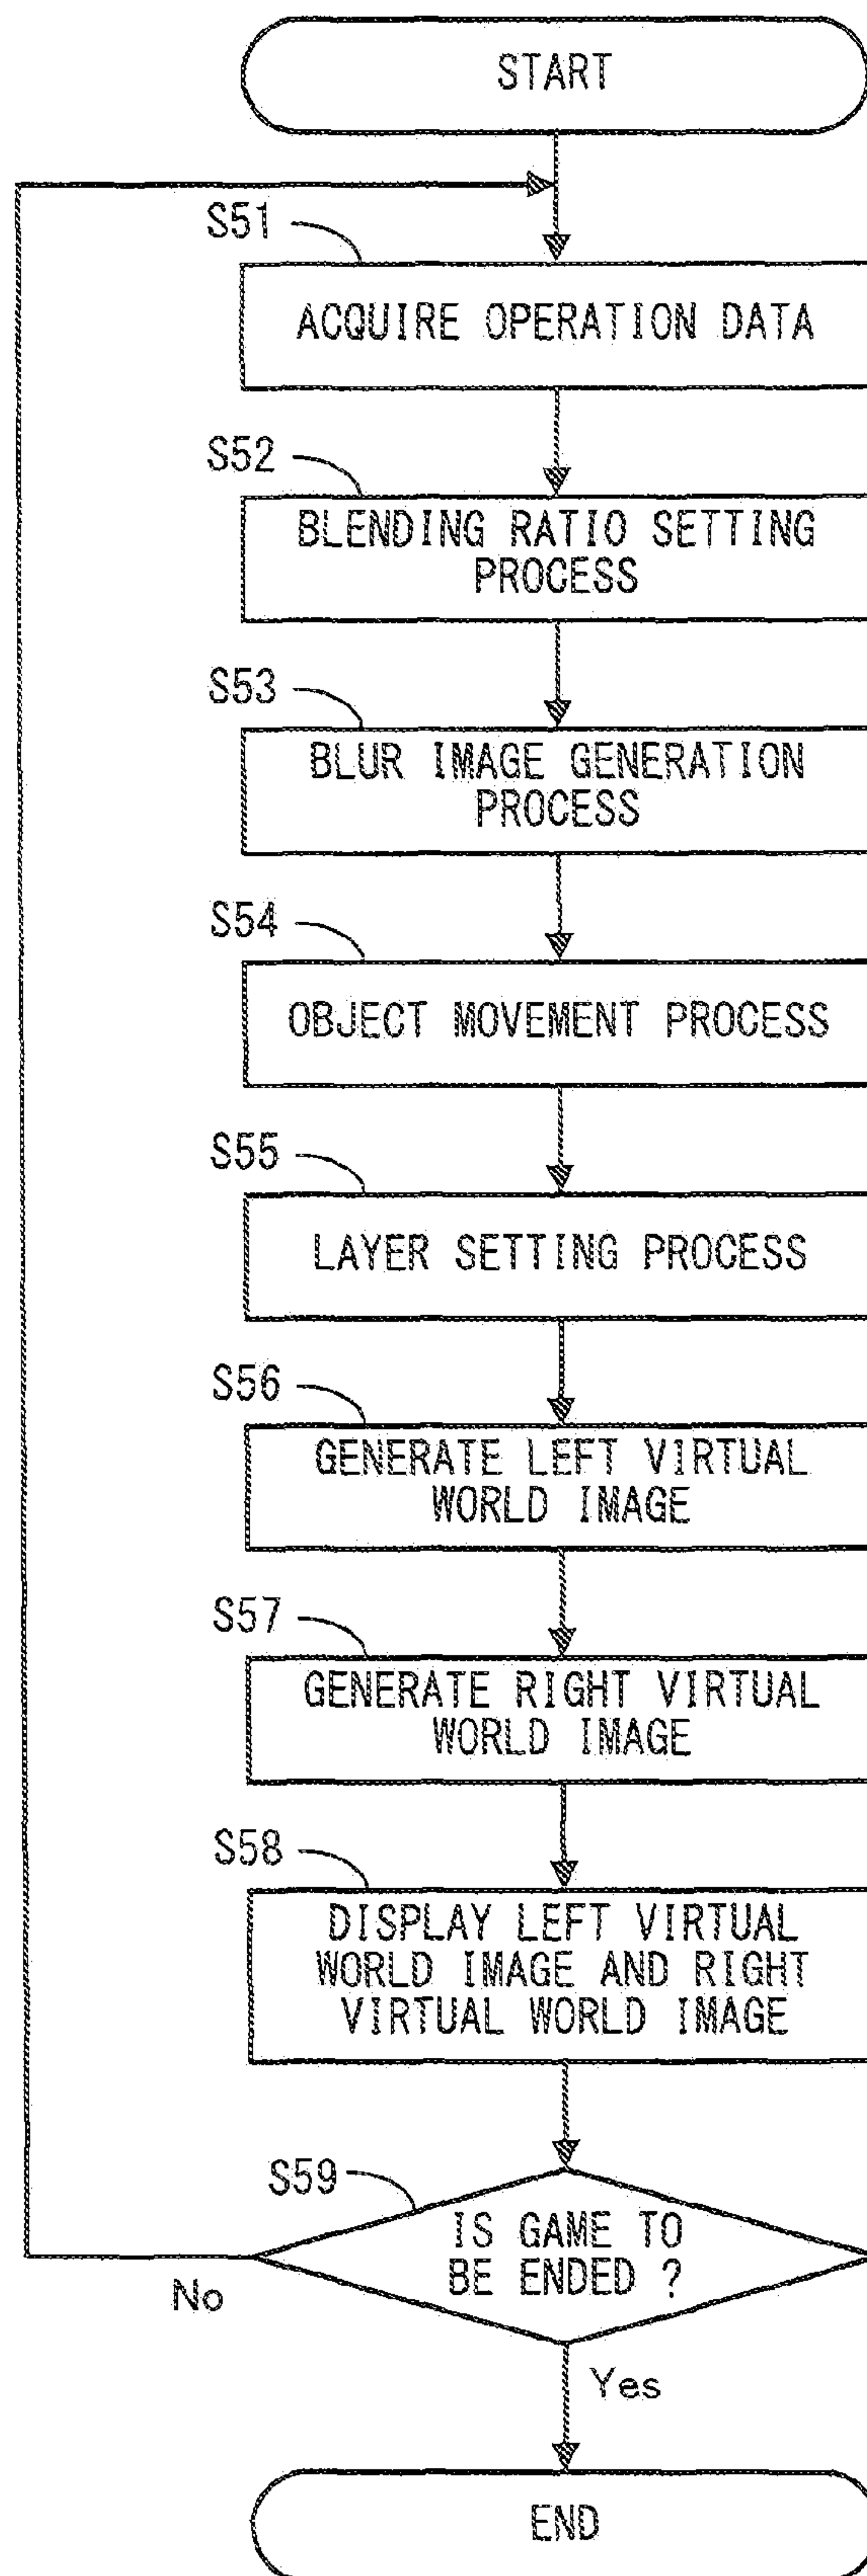 START
S51
ACQUIRE OPERATION DATA
S52
BLENDING RATIO SETTING
PROCESS
S53
BLUR IMAGE GENERATION
PROCESS
S54
OBJECT MOVEMENT PROCESS
S55
LAYER SETTING PROCESS
S56
GENERATE LEFT VIRTUAL
WORLD IMAGE
S57
GENERATE RIGHT VIRTUAL
WORLD IMAGE
S58
DISPLAY LEFT VIRTUAL
WORLD IMAGE AND RIGHT
VIRTUAL WORLD IMAGE
S59
IS GAME TO
BE ENDED ?
No
Yes
END